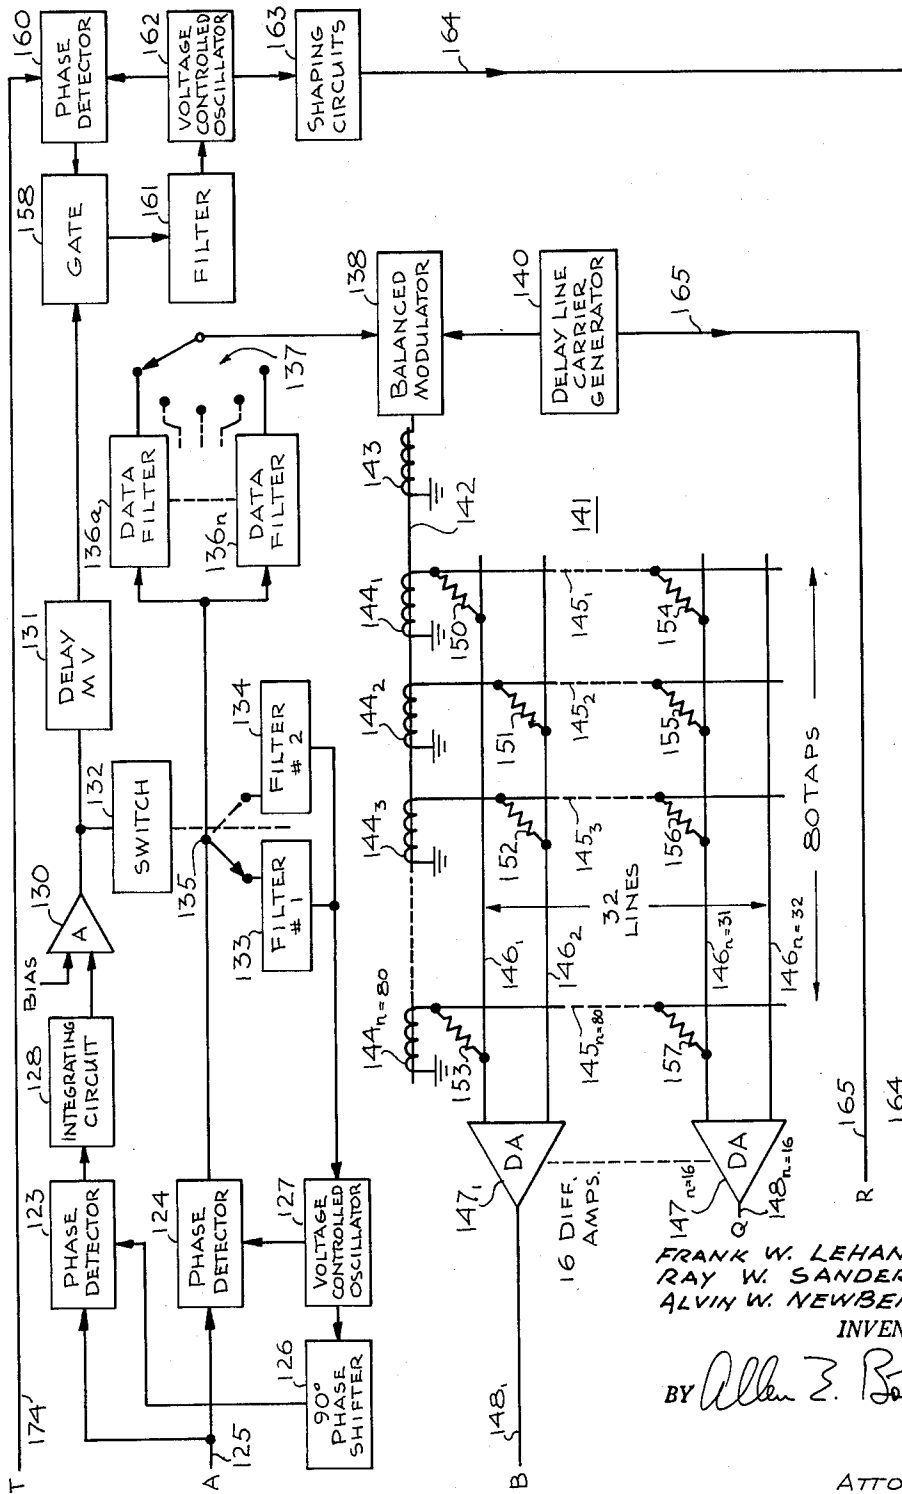 T
174
A
125
123
PHASE
DETECTOR
124
PHASE
DETECTOR
126
90°
PHASE
SHIFTER
127
VOLTAGE
CONTROLLED
OSCILLATOR
128
INTEGRATING
CIRCUIT
BIAS
130
A
132
SWITCH
131
DELAY
MV
133
FILTER
# 1
134
FILTER
# 2
135
136a
DATA
FILTER
136n
DATA
FILTER
137
158
GATE
160
PHASE
DETECTOR
161
FILTER
162
VOLTAGE
CONTROLLED
OSCILLATOR
163
SHAPING
CIRCUITS
164
138
BALANCED
MODULATOR
140
DELAY LINE
CARRIER
GENERATOR
165
143
142
141
144₁
144₂
144₃
144n=80
150
151
152
153
145₁
145₂
145₃
145n=80
154
155
156
157
32
LINES
80 TAPS
146₁
146₂
146n=31
146n=32
DA
147₁
DA
147n=16
16 DIFF.
AMPS.
148₁
B
148n=16
Q
165
R
164
FRANK W. LEHAN
RAY W. SANDER
ALVIN W. NEWBE
INVEN
BY Allen E. Bo
ATTO